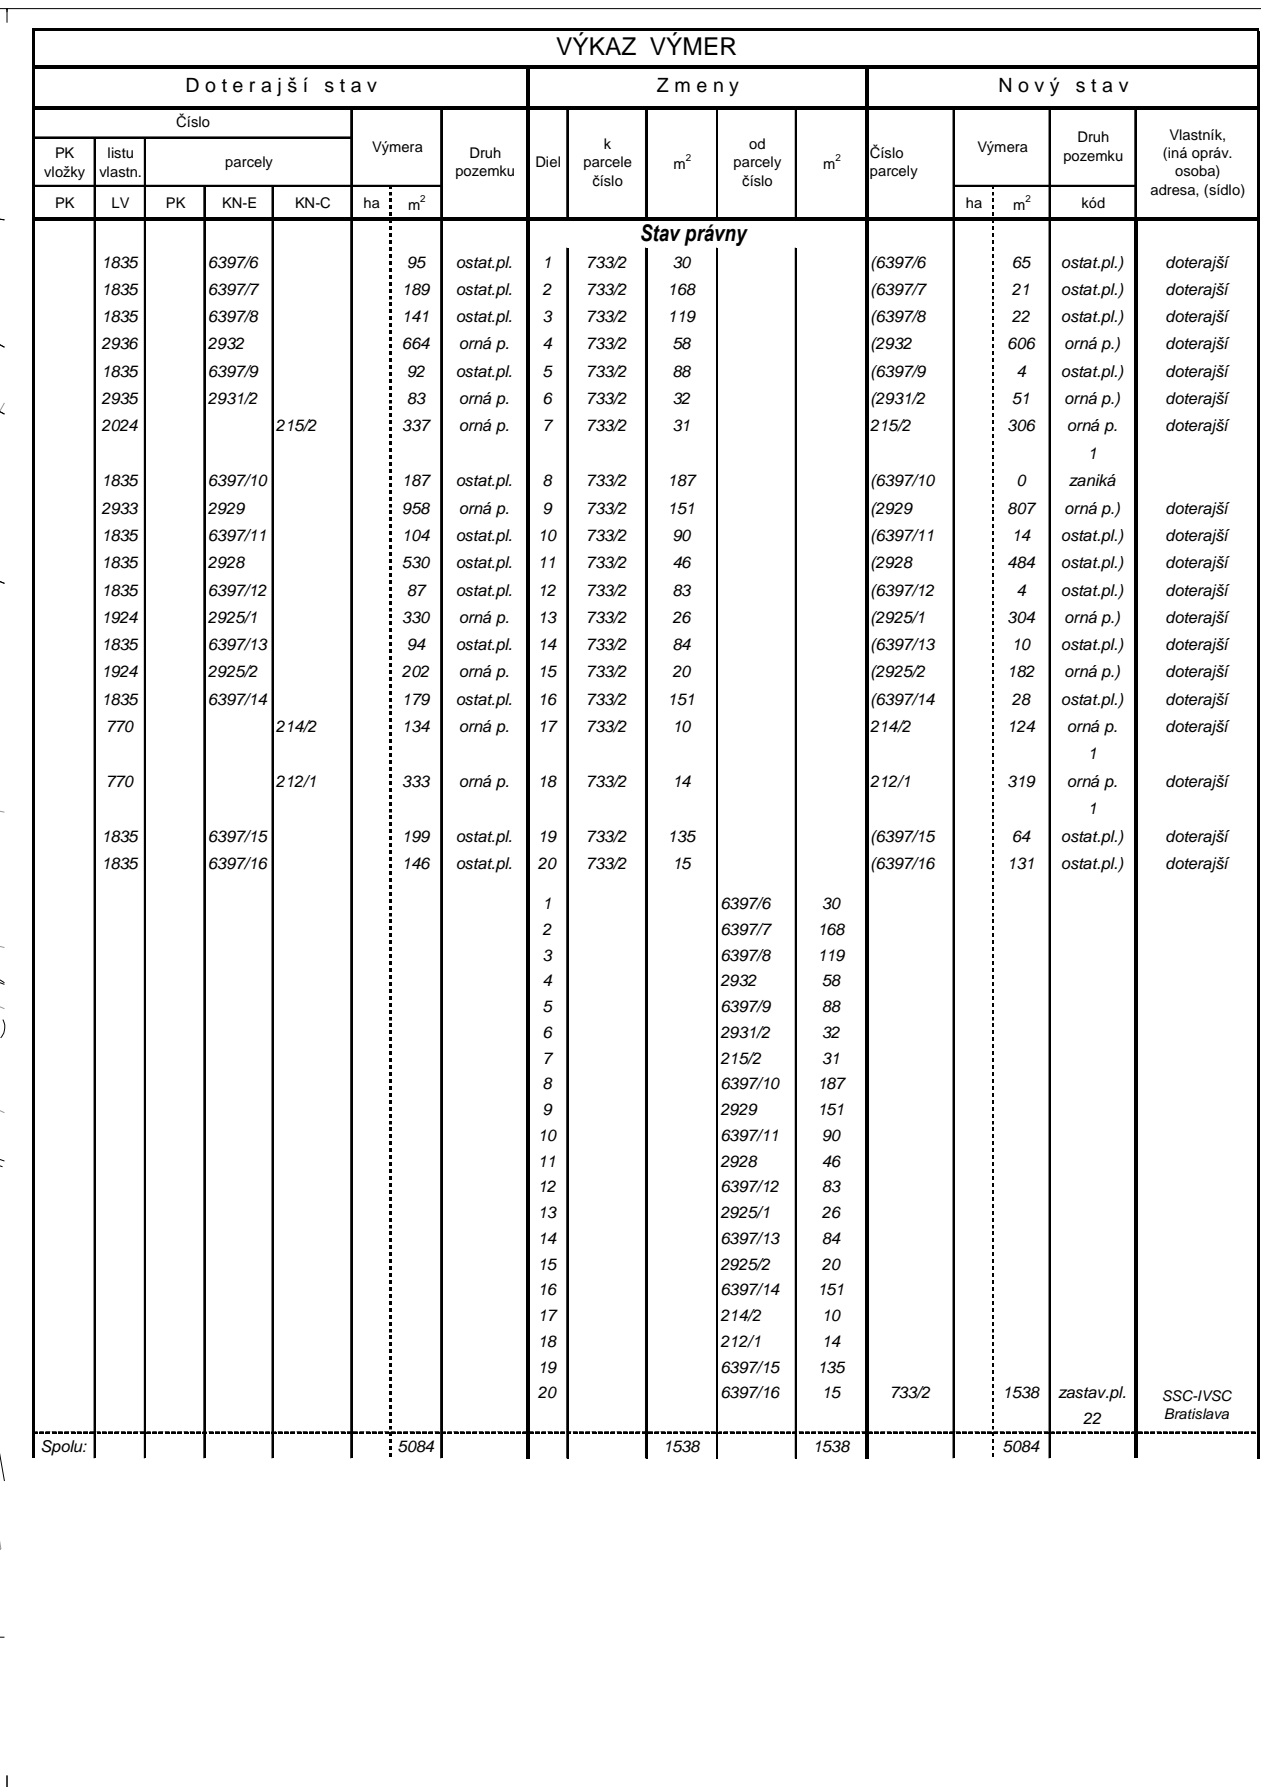 VÝKAZ VÝMER
Doterajší stav Zmeny Nový stav
Číslo Výmera Druh pozemku Diel k parcele číslo m² od parcely číslo m² Číslo parcely Výmera Druh pozemku Vlastník, (iná opráv. osoba) adresa, (sídlo)
PK vložky listu vlastn. parcely
PK LV PK KN-E KN-C ha m² ha m² kód
Stav právny
1835 6397/6 95 ostat.pl. 1 733/2 30 (6397/6 65 ostat.pl.) doterajší
1835 6397/7 189 ostat.pl. 2 733/2 168 (6397/7 21 ostat.pl.) doterajší
1835 6397/8 141 ostat.pl. 3 733/2 119 (6397/8 22 ostat.pl.) doterajší
2936 2932 664 orná p. 4 733/2 58 (2932 606 orná p.) doterajší
1835 6397/9 92 ostat.pl. 5 733/2 88 (6397/9 4 ostat.pl.) doterajší
2935 2931/2 83 orná p. 6 733/2 32 (2931/2 51 orná p.) doterajší
2024 215/2 337 orná p. 7 733/2 31 215/2 306 orná p. doterajší
1
1835 6397/10 187 ostat.pl. 8 733/2 187 (6397/10 0 zaniká
2933 2929 958 orná p. 9 733/2 151 (2929 807 orná p.) doterajší
1835 6397/11 104 ostat.pl. 10 733/2 90 (6397/11 14 ostat.pl.) doterajší
1835 2928 530 ostat.pl. 11 733/2 46 (2928 484 ostat.pl.) doterajší
1835 6397/12 87 ostat.pl. 12 733/2 83 (6397/12 4 ostat.pl.) doterajší
1924 2925/1 330 orná p. 13 733/2 26 (2925/1 304 orná p.) doterajší
1835 6397/13 94 ostat.pl. 14 733/2 84 (6397/13 10 ostat.pl.) doterajší
1924 2925/2 202 orná p. 15 733/2 20 (2925/2 182 orná p.) doterajší
1835 6397/14 179 ostat.pl. 16 733/2 151 (6397/14 28 ostat.pl.) doterajší
770 214/2 134 orná p. 17 733/2 10 214/2 124 orná p. doterajší
1
770 212/1 333 orná p. 18 733/2 14 212/1 319 orná p. doterajší
1
1835 6397/15 199 ostat.pl. 19 733/2 135 (6397/15 64 ostat.pl.) doterajší
1835 6397/16 146 ostat.pl. 20 733/2 15 (6397/16 131 ostat.pl.) doterajší
1 6397/6 30
2 6397/7 168
3 6397/8 119
4 2932 58
5 6397/9 88
6 2931/2 32
7 215/2 31
8 6397/10 187
9 2929 151
10 6397/11 90
11 2928 46
12 6397/12 83
13 2925/1 26
14 6397/13 84
15 2925/2 20
16 6397/14 151
17 214/2 10
18 212/1 14
19 6397/15 135
20 6397/16 15 733/2 1538 zastav.pl. SSC-IVSC
22 Bratislava
Spolu: 5084 1538 1538 5084